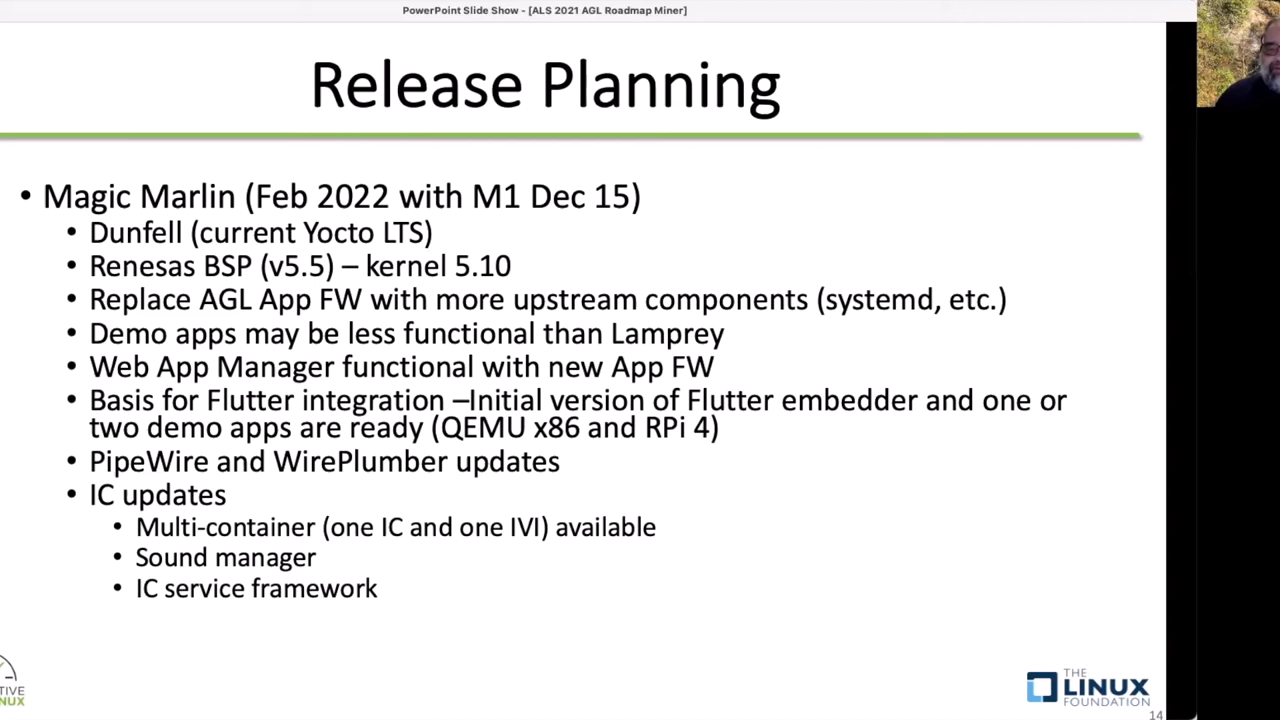 PowerPoint Slide Show - [ALS 2021 AGL Roadmap Miner]
Release Planning
• Magic Marlin (Feb 2022 with M1 Dec 15)
• Dunfell (current Yocto LTS)
• Renesas BSP (v5.5) – kernel 5.10
• Replace AGL App FW with more upstream components (systemd, etc.)
• Demo apps may be less functional than Lamprey
• Web App Manager functional with new App FW
• Basis for Flutter integration –Initial version of Flutter embedder and one or
two demo apps are ready (QEMU x86 and RPi 4)
• PipeWire and WirePlumber updates
• IC updates
• Multi-container (one IC and one IVI) available
• Sound manager
• IC service framework
TIVE
NUX
THE
LINUX
FOUNDATION
14